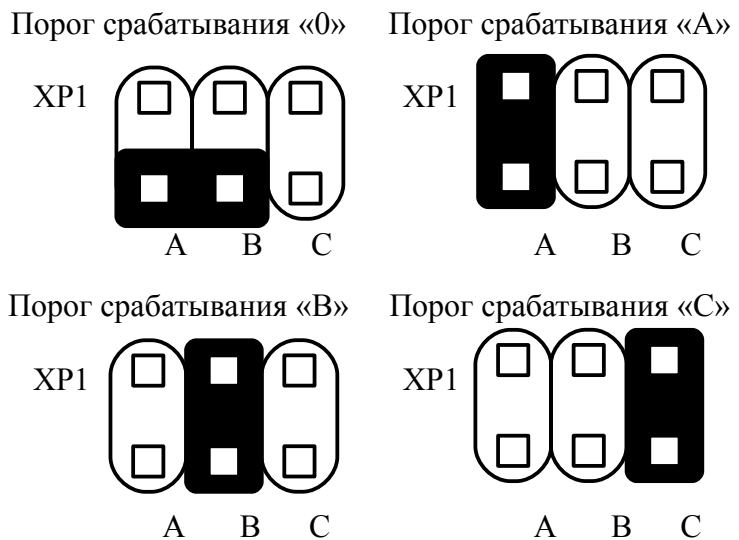 Порог срабатывания «0»
Порог срабатывания «А»
XP1
XP1
А В С
А В С
Порог срабатывания «В»
Порог срабатывания «С»
XP1
XP1
А В С
А В С